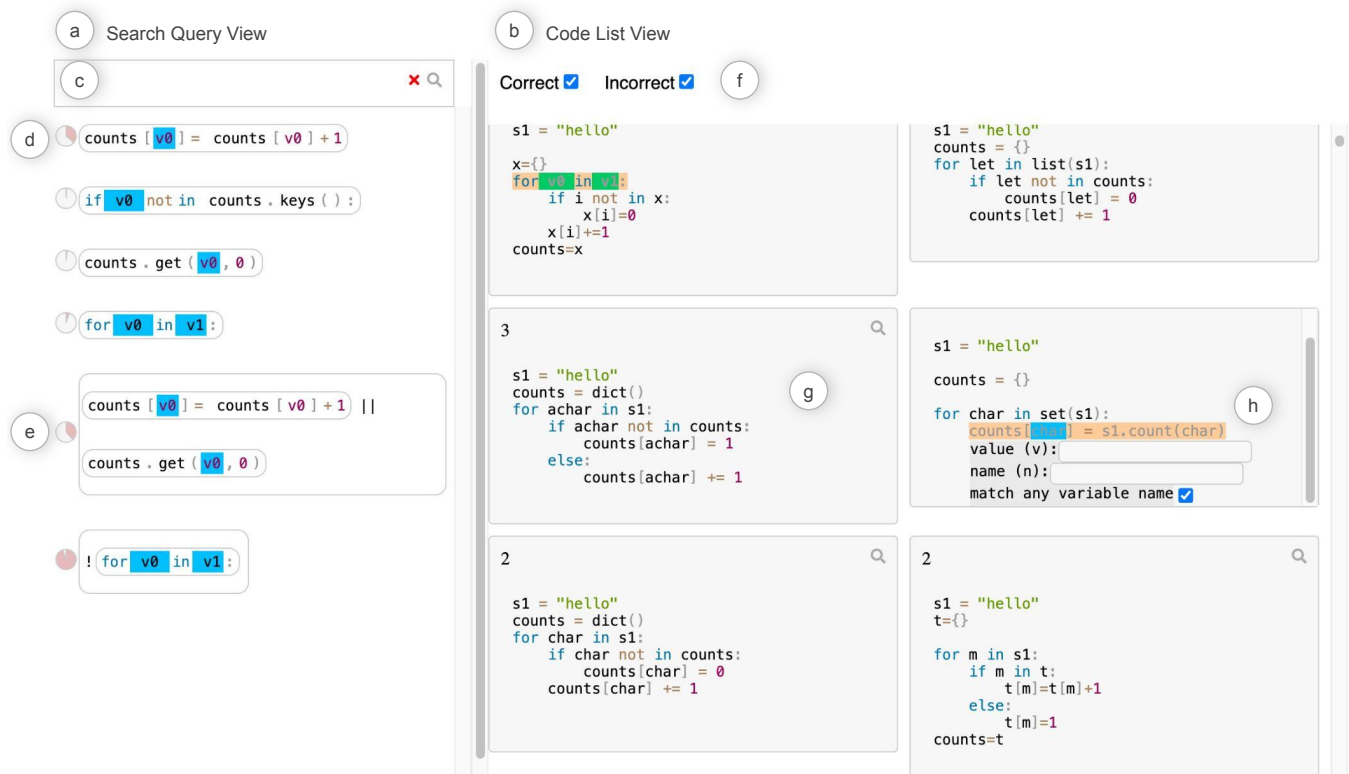 a Search Query View
c
d counts [ v0 ] = counts [ v0 ] + 1
if v0 not in counts . keys ( ) :
counts . get ( v0 , 0 )
for v0 in v1 :
counts [ v0 ] = counts [ v0 ] + 1 ||
e
counts . get ( v0 , 0 )
! for v0 in v1 :
b Code List View
Correct Incorrect f
s1 = "hello"
x={}
for v0 in v1:
if i not in x:
x[i]=0
x[i]+=1
counts=x
s1 = "hello"
counts = {}
for let in list(s1):
if let not in counts:
counts[let] = 0
counts[let] += 1
3
s1 = "hello"
counts = dict()
for achar in s1:
if achar not in counts:
counts[achar] = 1
else:
counts[achar] += 1
g
s1 = "hello"
counts = {}
for char in set(s1):
counts[char] = s1.count(char)
value (v):
name (n):
match any variable name
h
2
s1 = "hello"
counts = dict()
for char in s1:
if char not in counts:
counts[char] = 0
counts[char] += 1
2
s1 = "hello"
t={}
for m in s1:
if m in t:
t[m]=t[m]+1
else:
t[m]=1
counts=t